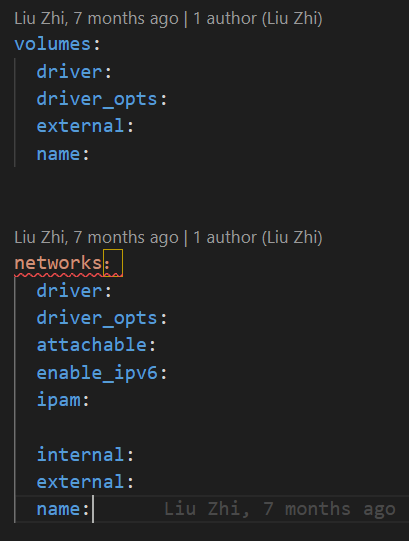 Liu Zhi, 7 months ago | 1 author (Liu Zhi)
volumes:
  driver:
  driver_opts:
  external:
  name:
Liu Zhi, 7 months ago | 1 author (Liu Zhi)
networks：
  driver:
  driver_opts:
  attachable:
  enable_ipv6:
  ipam:
  internal:
  external:
  name: Liu Zhi, 7 months ago